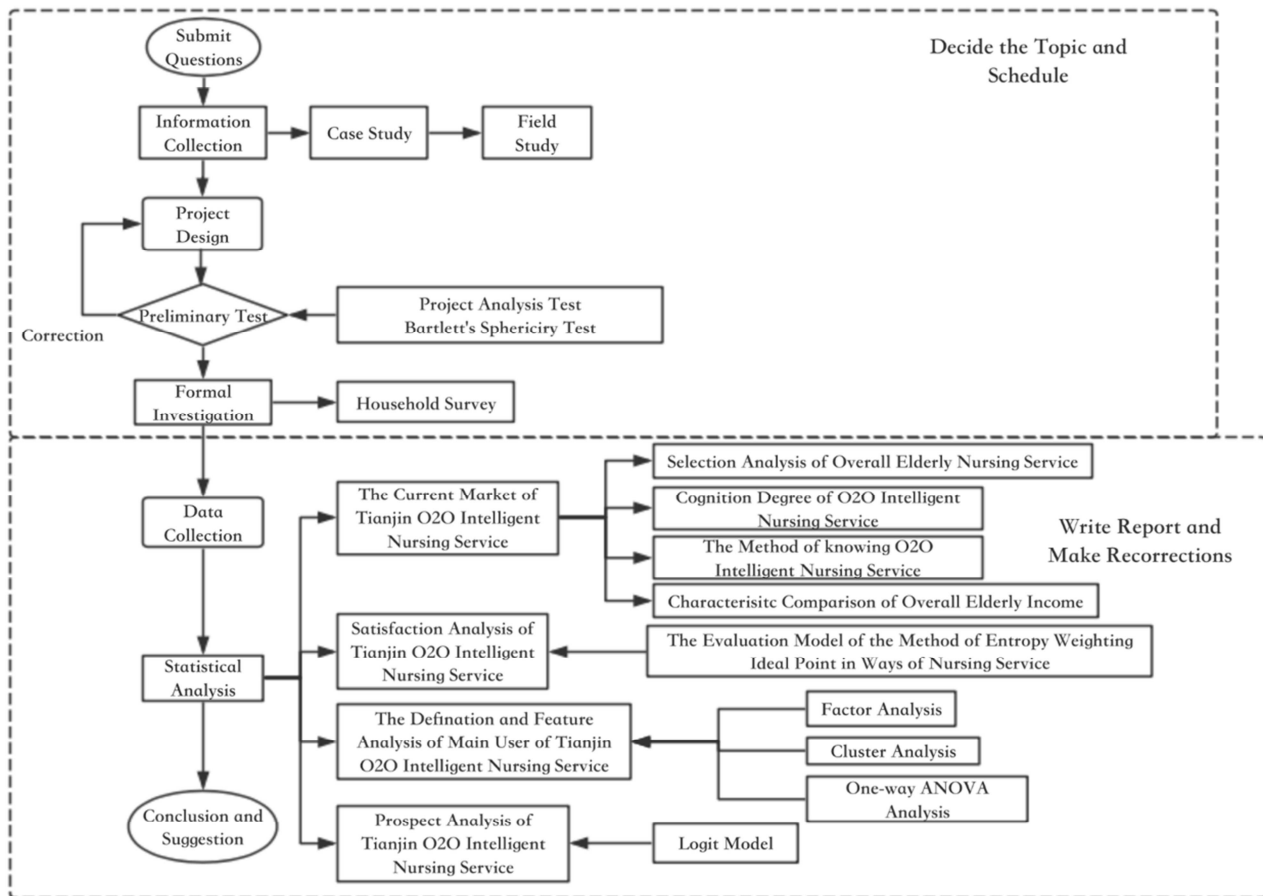 Submit
Questions
Decide the Topic and
Schedule
Information
Collection
Case Study
Field
Study
Project
Design
Preliminary Test
Project Analysis Test
Bartlett's Sphericiry Test
Correction
Formal
Investigation
Household Survey
Data
Collection
The Current Market of
Tianjin O2O Intelligent
Nursing Service
Selection Analysis of Overall Elderly Nursing Service
Cognition Degree of O2O Intelligent
Nursing Service
The Method of knowing O2O
Intelligent Nursing Service
Characterisitc Comparison of Overall Elderly Income
Write Report and
Make Recorrections
Statistical
Analysis
Satisfaction Analysis of
Tianjin O2O Intelligent
Nursing Service
The Evaluation Model of the Method of Entropy Weighting
Ideal Point in Ways of Nursing Service
The Defination and Feature
Analysis of Main User of Tianjin
O2O Intelligent Nursing Service
Factor Analysis
Cluster Analysis
One-way ANOVA
Analysis
Conclusion and
Suggestion
Prospect Analysis of
Tianjin O2O Intelligent
Nursing Service
Logit Model